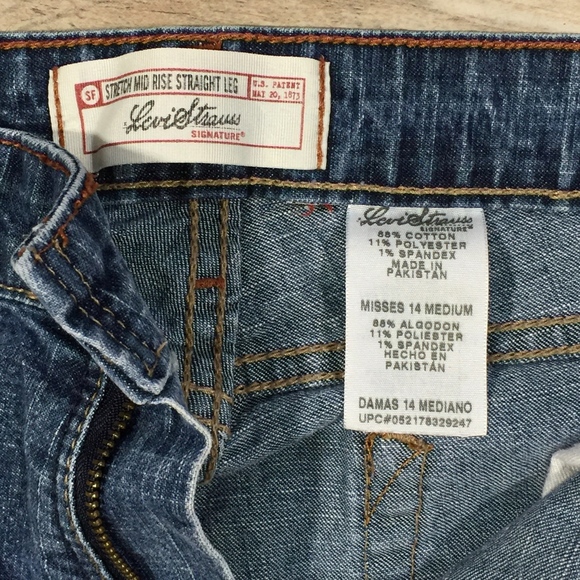 SF
STRETCH MID RISE STRAIGHT LEG
U.S. PATENT
MAY 20, 1873
Levi Strauss
SIGNATURE®
Levi Strauss
SIGNATURE™
88% COTTON
11% POLYESTER
1% SPANDEX
MADE IN
PAKISTAN
MISSES 14 MEDIUM
88% ALGODON
11% POLIESTER
1% SPANDEX
HECHO EN
PAKISTÁN
DAMAS 14 MEDIANO
UPC#052178329247